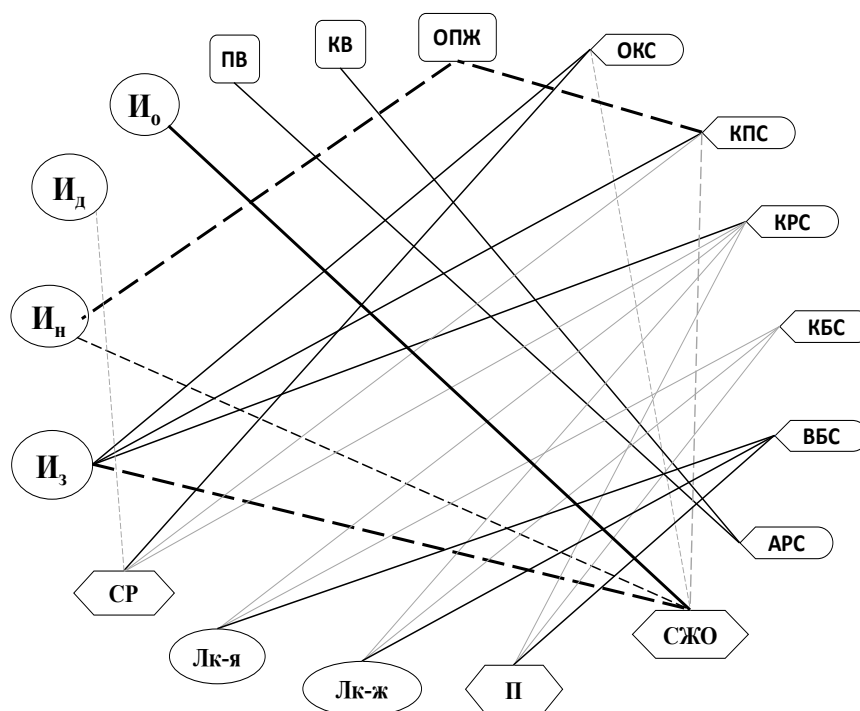 ПВ
КВ
ОПЖ
ОКС
Ио
КПС
Ид
КРС
Ин
КБС
Из
ВБС
АРС
СР
СЖО
Лк-я
Лк-ж
П